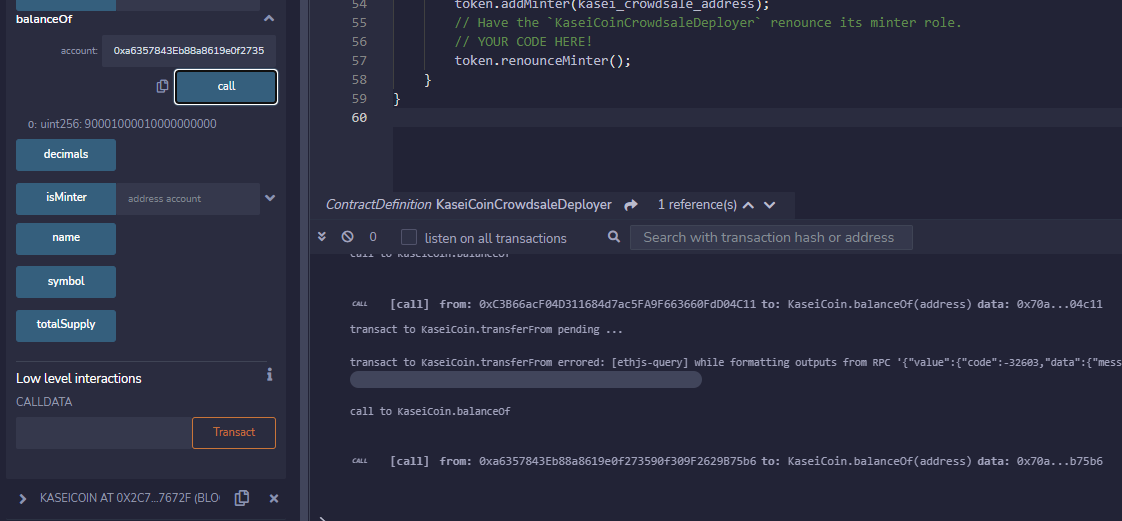 balanceOf
account: 0xa6357843Eb88a8619e0f2735
call
0: uint256: 90001000010000000000
decimals
isMinter address account
name
symbol
totalSupply
Low level interactions
CALLDATA
Transact
KASEICOIN AT 0X2C7...7672F (BLO
54 token.addMinter(kasei_crowdsale_address);
55 // Have the `KaseiCoinCrowdsaleDeployer` renounce its minter role.
56 // YOUR CODE HERE!
57 token.renounceMinter();
58 }
59 }
60
ContractDefinition KaseiCoinCrowdsaleDeployer 1 reference(s)
0 listen on all transactions Search with transaction hash or address
call to KaseiCoin.balanceOf
CALL [call] from: 0xC3B66acF04D311684d7ac5FA9F663660FdD04C11 to: KaseiCoin.balanceOf(address) data: 0x70a...04c11
transact to KaseiCoin.transferFrom pending ...
transact to KaseiCoin.transferFrom errored: [ethjs-query] while formatting outputs from RPC '{"value":{"code":-32603,"data":{"mess
call to KaseiCoin.balanceOf
CALL [call] from: 0xa6357843Eb88a8619e0f273590f309F2629B75b6 to: KaseiCoin.balanceOf(address) data: 0x70a...b75b6